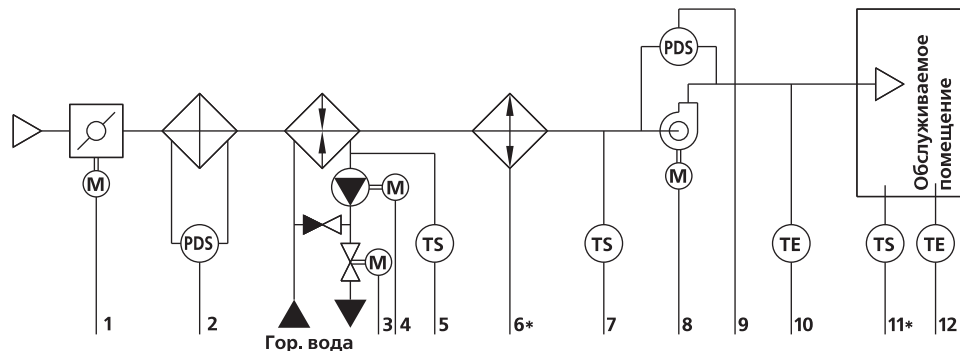 PDS
Обслуживаемое
помещение
M
PDS
M
TS
M
TS
M
TE
TS
TE
1
2
3
4
5
6*
7
8
9
10
11*
12
Гор. вода